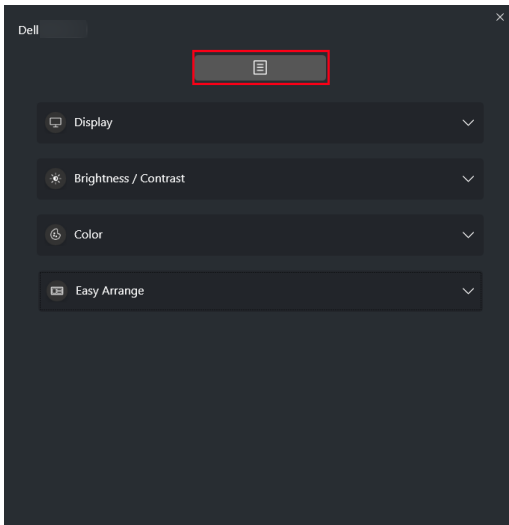 Dell
Display
Brightness / Contrast
Color
Easy Arrange